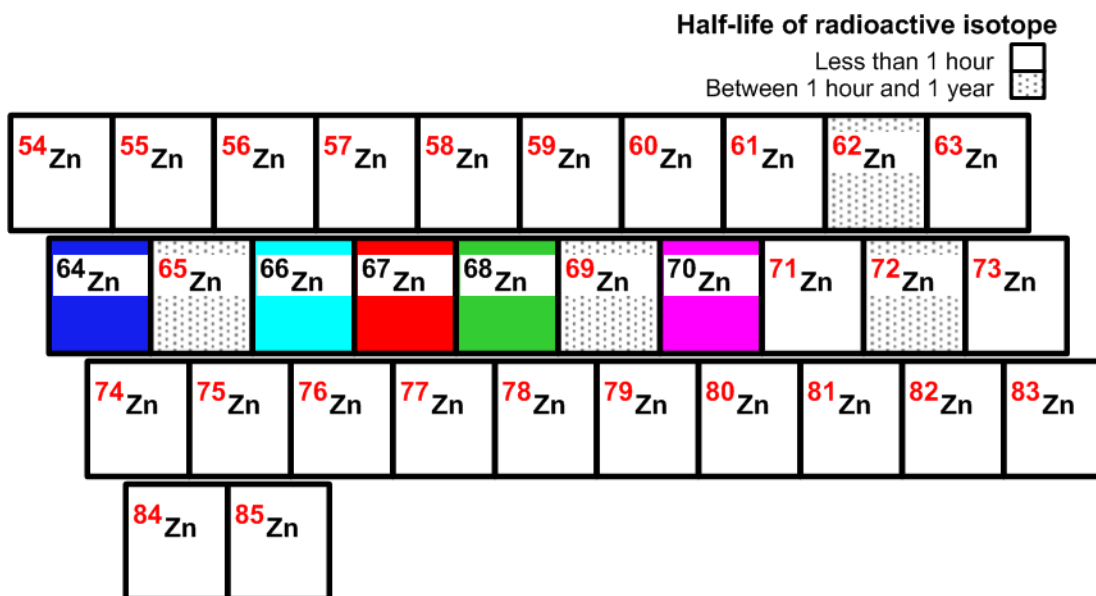 Half-life of radioactive isotope
Less than 1 hour
Between 1 hour and 1 year
54Zn 55Zn 56Zn 57Zn 58Zn 59Zn 60Zn 61Zn 62Zn 63Zn
64Zn 65Zn 66Zn 67Zn 68Zn 69Zn 70Zn 71Zn 72Zn 73Zn
74Zn 75Zn 76Zn 77Zn 78Zn 79Zn 80Zn 81Zn 82Zn 83Zn
84Zn 85Zn